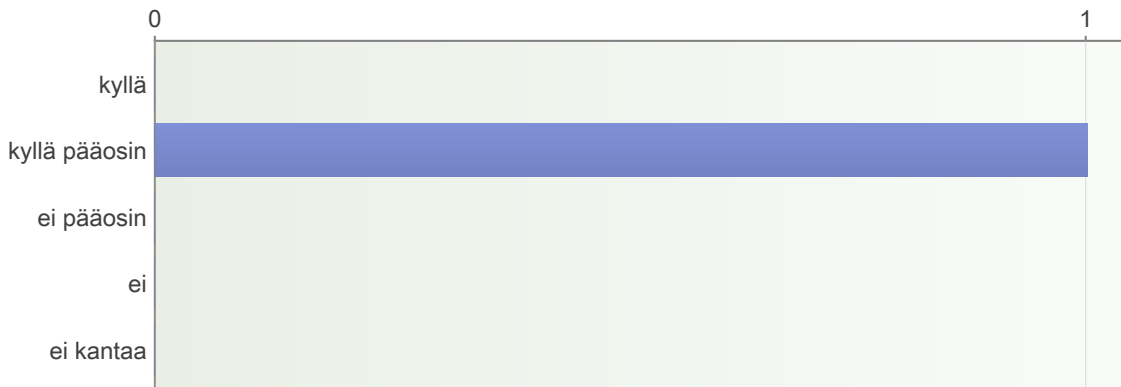 0 1
kyllä
kyllä pääosin
ei pääosin
ei
ei kantaa